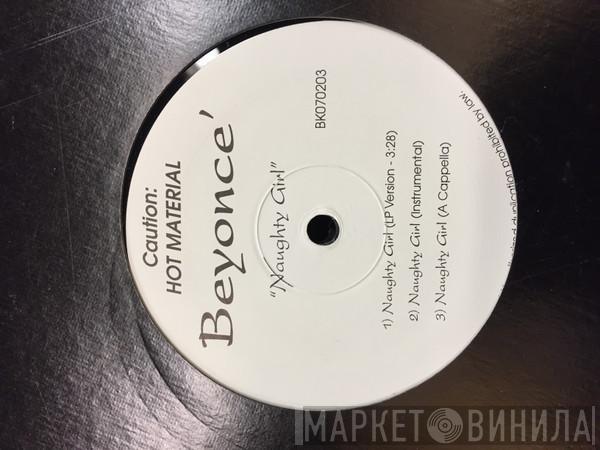 Caution:
HOT MATERIAL
Beyonce'
"Naughty Girl"
BK070203
1) Naughty Girl (LP Version - 3:28)
2) Naughty Girl (Instrumental)
3) Naughty Girl (A Cappella)
duplication prohibited by law.
МАРКЕТ ВИНИЛА